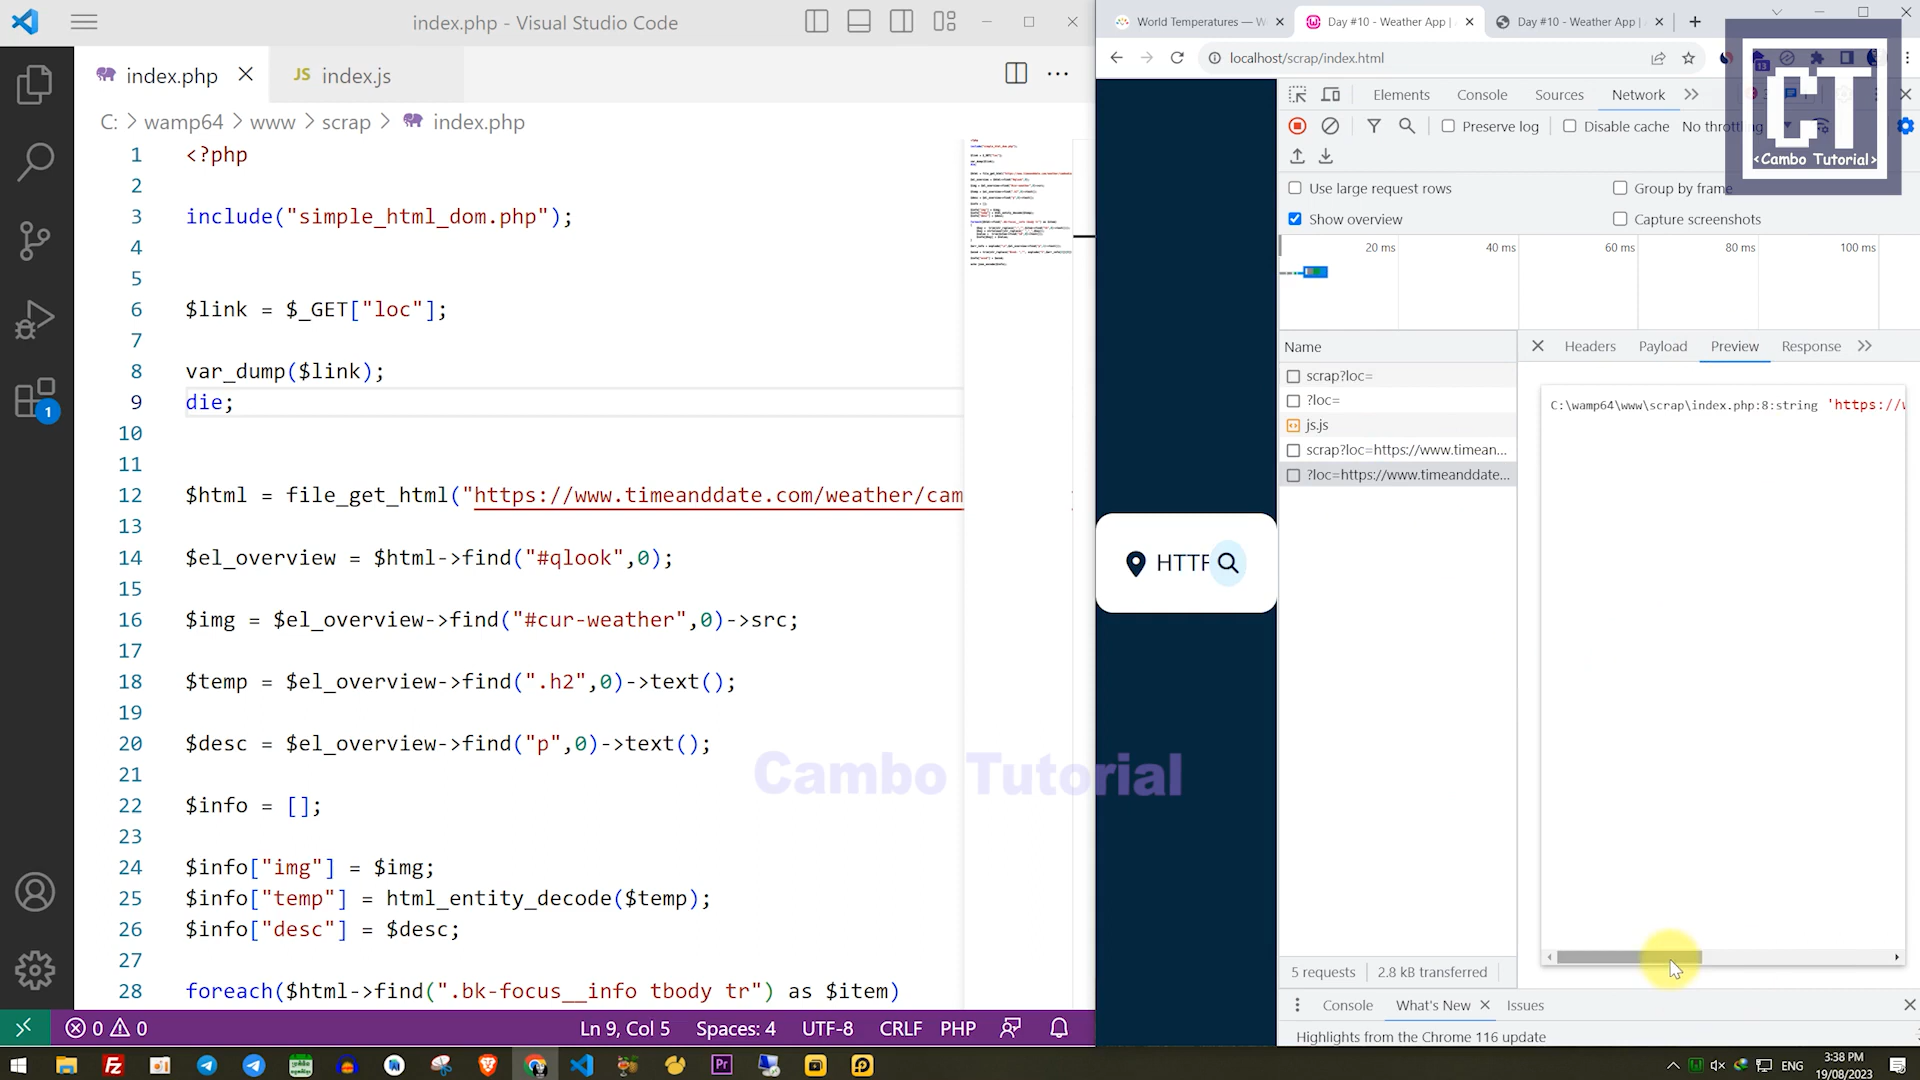 index.php - Visual Studio Code
index.php
JS index.js
C: > wamp64 > www > scrap > index.php
1 <?php
2
3 include("simple_html_dom.php");
4
5
6 $link = $_GET["loc"];
7
8 var_dump($link);
9 die;
10
11
12 $html = file_get_html("https://www.timeanddate.com/weather/cam
13
14 $el_overview = $html->find("#qlook",0);
15
16 $img = $el_overview->find("#cur-weather",0)->src;
17
18 $temp = $el_overview->find(".h2",0)->text();
19
20 $desc = $el_overview->find("p",0)->text();
21
22 $info = [];
23
24 $info["img"] = $img;
25 $info["temp"] = html_entity_decode($temp);
26 $info["desc"] = $desc;
27
28 foreach($html->find(".bk-focus__info tbody tr") as $item)
1
0 0
Ln 9, Col 5 Spaces: 4 UTF-8 CRLF PHP
World Temperatures — W
Day #10 - Weather App |
Day #10 - Weather App |
localhost/scrap/index.html
Elements Console Sources Network
Preserve log Disable cache No thrott
Use large request rows Group by frame
Show overview Capture screenshots
20 ms 40 ms 60 ms 80 ms 100 ms
Name
Headers Payload Preview Response
scrap?loc=
?loc=
js.js
scrap?loc=https://www.timean...
?loc=https://www.timeanddate...
C:\wamp64\www\scrap\index.php:8:string 'https://w
HTTP
5 requests 2.8 kB transferred
Console What's New Issues
Highlights from the Chrome 116 update
CT
<Cambo Tutorial>
Cambo Tutorial
ENG
3:38 PM
19/08/2023